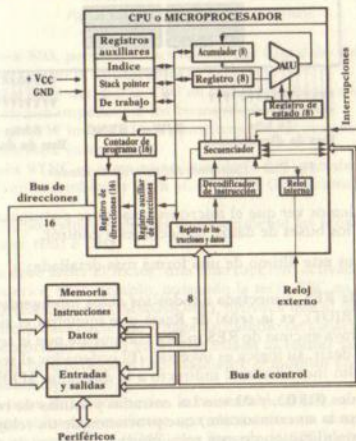 CPU o MICROPROCESADOR
Registros
auxiliares
Indice
Stack pointer
De trabajo
Acumulador (8)
ALU
Registro (8)
Registro de
estado (8)
+ VCC
GND
Interrupciones
Contador de
programa (16)
Secuenciador
Bus de
direcciones
16
Registro de
direcciones (16)
Registro auxiliar
de direcciones
Decodificador de
instrucción
Reloj
interno
Registro de ins-
trucciones y datos
Reloj
externo
8
Memoria
Instrucciones
Datos
Entradas
y salidas
Bus de control
Periféricos